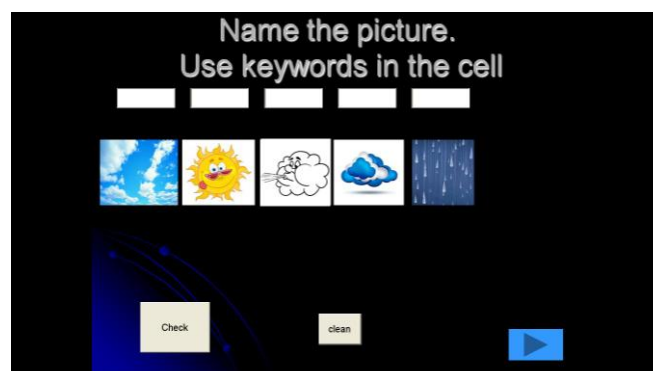 Name the picture.
Use keywords in the cell
Check
clean